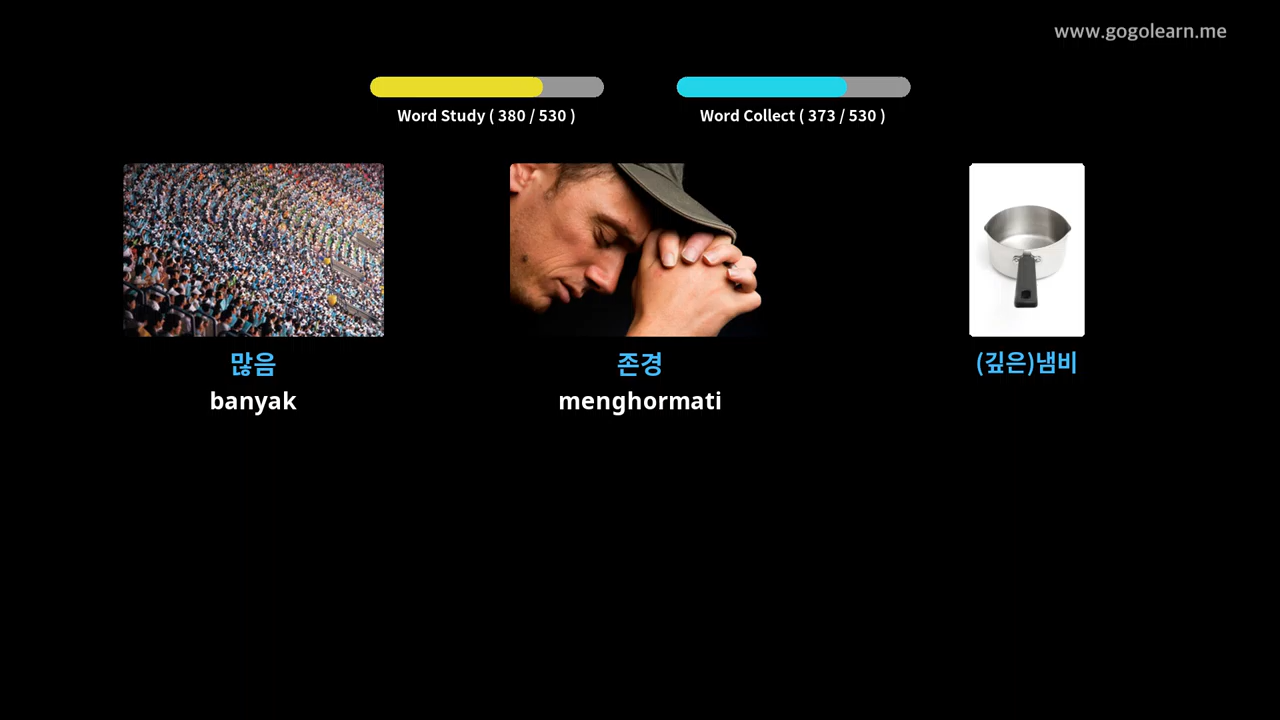 www.gogolearn.me
Word Study ( 380 / 530 )
Word Collect ( 373 / 530 )
많음
banyak
존경
menghormati
(깊은)냄비